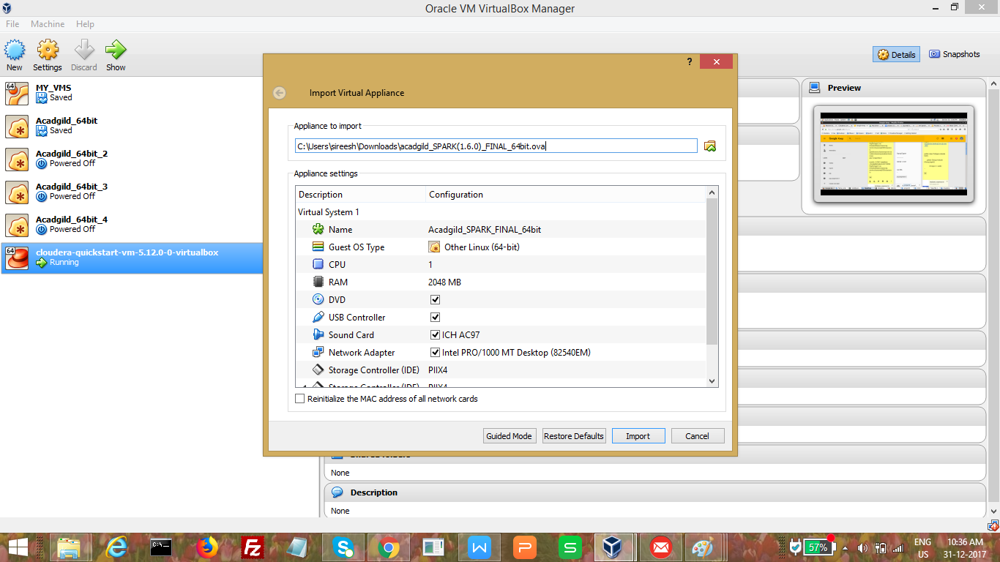 Oracle VM VirtualBox Manager
File Machine Help
New Settings Discard Show
Details Snapshots
64
MY_VMS
Saved
Acadgild_64bit
Saved
Acadgild_64bit_2
Powered Off
Acadgild_64bit_3
Powered Off
Acadgild_64bit_4
Powered Off
64
cloudera-quickstart-vm-5.12.0-0-virtualbox
Running
?
Import Virtual Appliance
Appliance to import
C:\Users\sireesh\Downloads\acadgild_SPARK(1.6.0)_FINAL_64bit.ova
Appliance settings
Description Configuration
Virtual System 1
Name Acadgild_SPARK_FINAL_64bit
Guest OS Type Other Linux (64-bit)
CPU 1
RAM 2048 MB
DVD
USB Controller
Sound Card ICH AC97
Network Adapter Intel PRO/1000 MT Desktop (82540EM)
Storage Controller (IDE) PIIX4
Storage Controller (IDE) PIIX4
Reinitialize the MAC address of all network cards
Guided Mode Restore Defaults Import Cancel
Preview
None
Description
None
57%
ENG
US
10:36 AM
31-12-2017